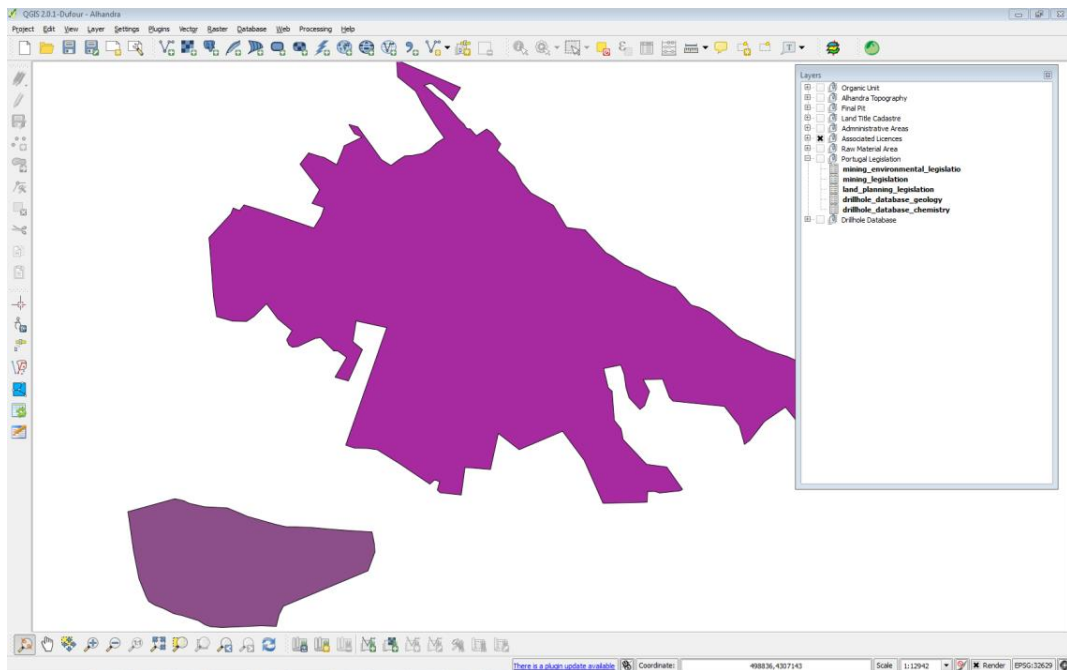 QGIS 2.0.1-Dufour - Alhandra
Project Edit View Layer Settings Plugins Vector Raster Database Web Processing Help
Layers
Organic Unit
Alhandra Topography
Final Pit
Land Title Cadastre
Administrative Areas
Associated Licences
Raw Material Area
Portugal Legislation
mining_environmental_legislatio
mining_legislation
land_planning_legislation
drillhole_database_geology
drillhole_database_chemistry
Drillhole Database
There is a plugin update available Coordinate: 498836,4307143 Scale 1:12942 Render EPSG:32629